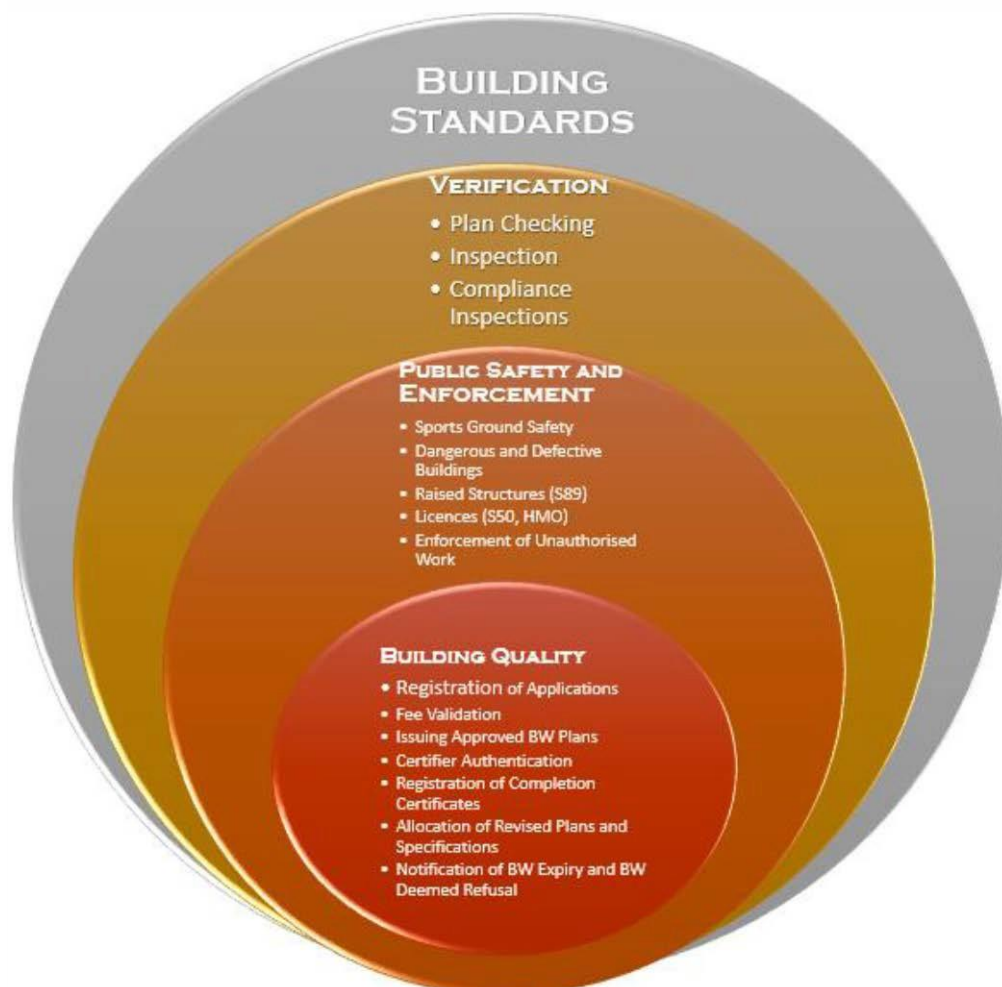 BUILDING
STANDARDS
VERIFICATION
• Plan Checking
• Inspection
• Compliance
Inspections
PUBLIC SAFETY AND
ENFORCEMENT
• Sports Ground Safety
• Dangerous and Defective
Buildings
• Raised Structures (S89)
• Licences (S50, HMO)
• Enforcement of Unauthorised
Work
BUILDING QUALITY
• Registration of Applications
• Fee Validation
• Issuing Approved BW Plans
• Certifier Authentication
• Registration of Completion
Certificates
• Allocation of Revised Plans and
Specifications
• Notification of BW Expiry and BW
Deemed Refusal